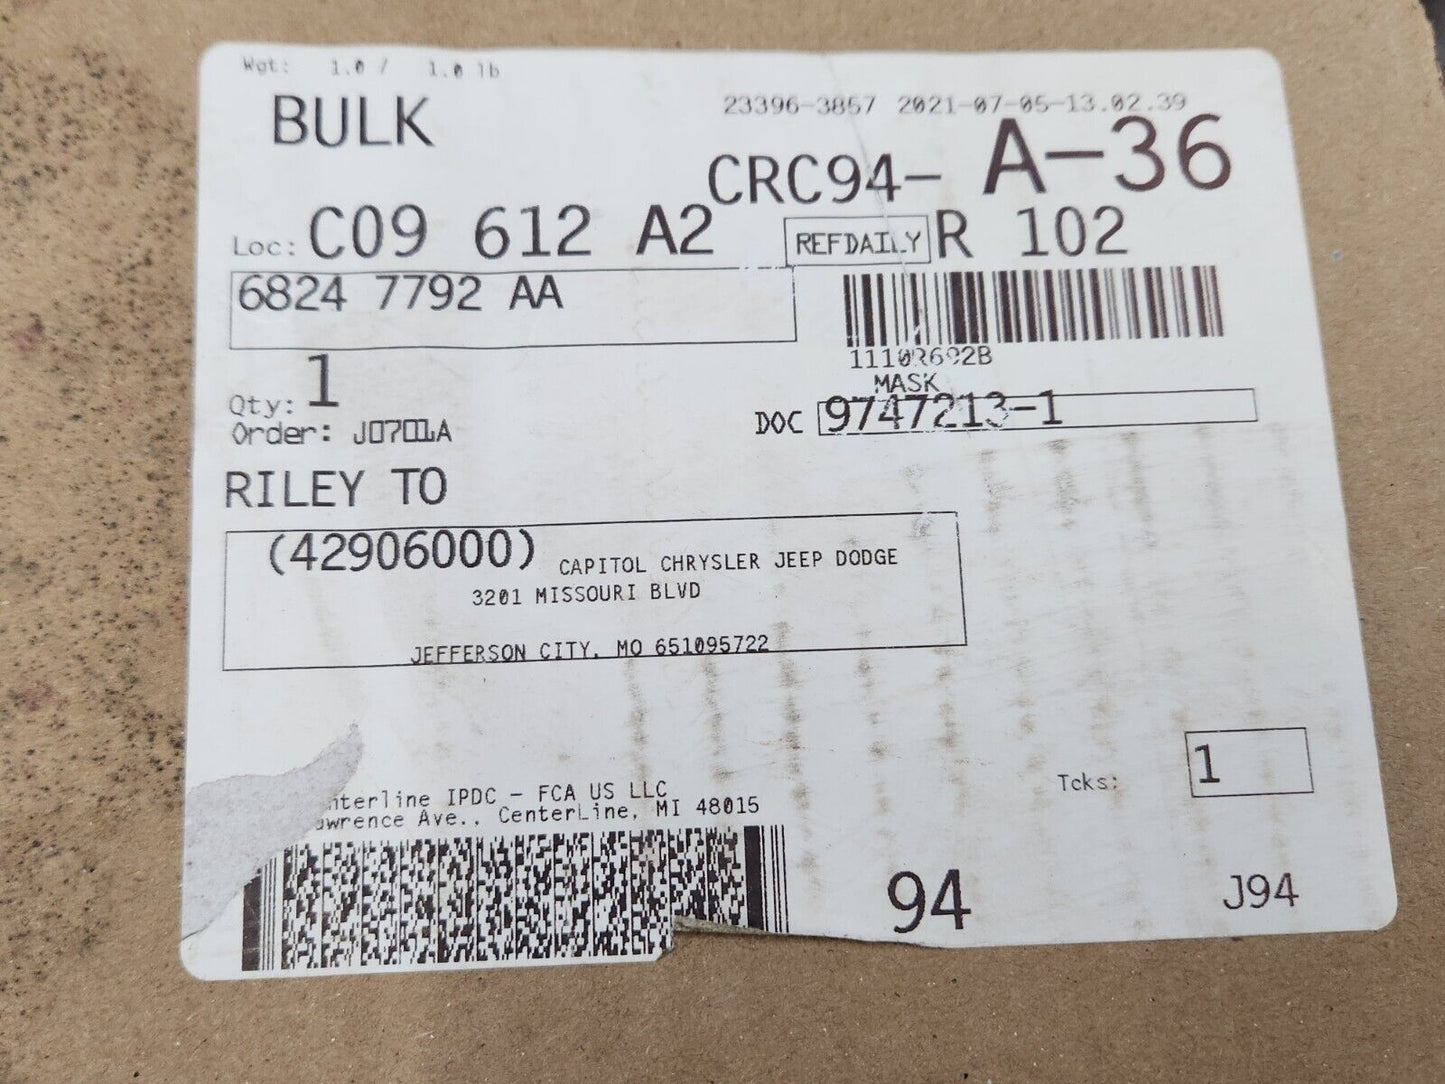 Wgt: 1.0 / 1.0 lb
BULK
23396-3857 2021-07-05-13.02.39
CRC94- A-36
Loc: C09 612 A2
REFDAILY R 102
6824 7792 AA
MASK
Qty: 1
DOC 9747213-1
Order: J0701A
RILEY TO
(42906000) CAPITOL CHRYSLER JEEP DODGE
3201 MISSOURI BLVD
JEFFERSON CITY, MO 651095722
nterline IPDC - FCA US LLC
awrence Ave., CenterLine, MI 48015
Tcks: 1
94
J94